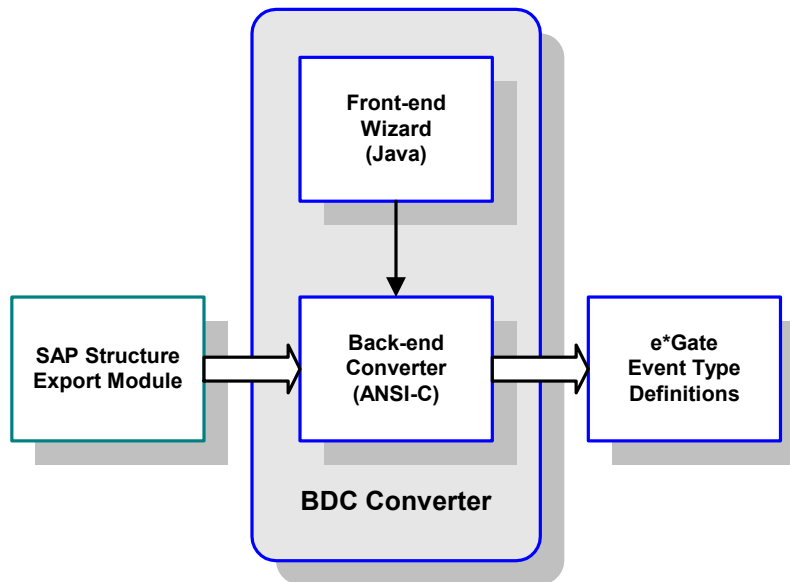 Front-end
Wizard
(Java)
SAP Structure
Export Module
Back-end
Converter
(ANSI-C)
e*Gate
Event Type
Definitions
BDC Converter